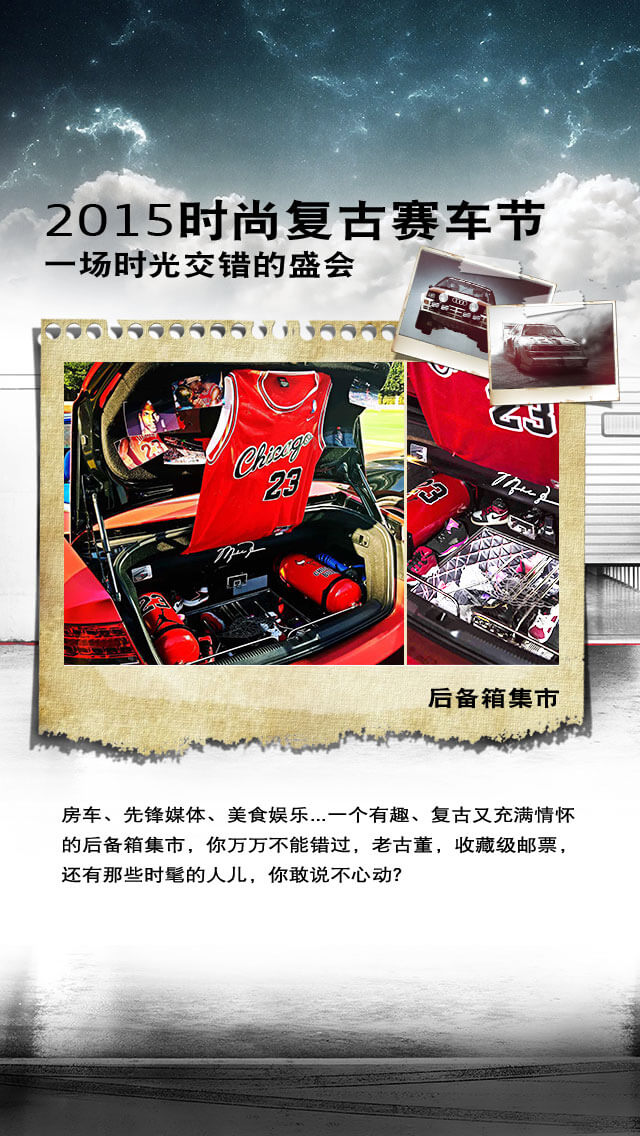 2015时尚复古赛车节
一场时光交错的盛会
Chicago
23
23
23
23
后备箱集市
房车、先锋媒体、美食娱乐...一个有趣、复古又充满情怀
的后备箱集市，你万万不能错过，老古董，收藏级邮票，
还有那些时髦的人儿，你敢说不心动?